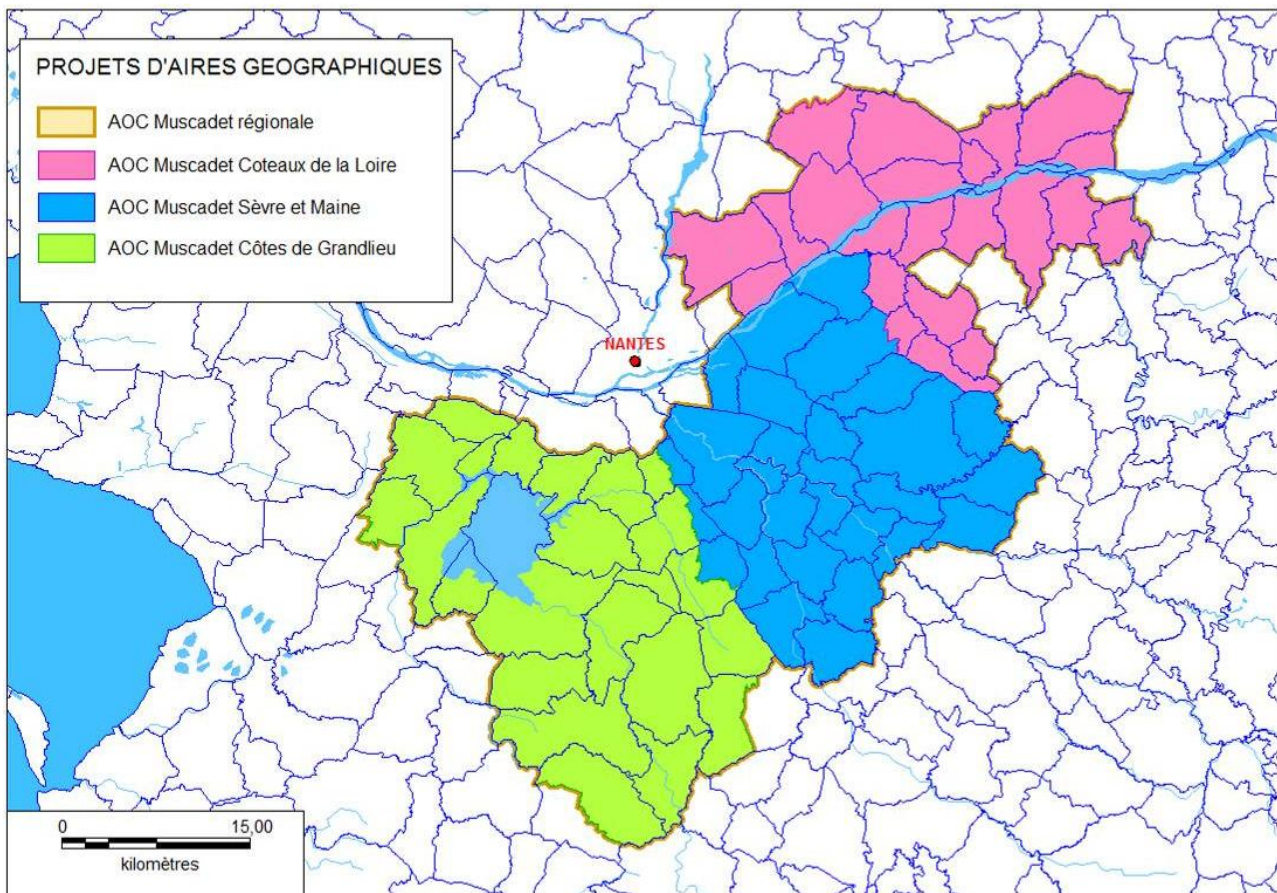 PROJETS D'AIRES GEOGRAPHIQUES
AOC Muscadet régionale
AOC Muscadet Coteaux de la Loire
AOC Muscadet Sèvre et Maine
AOC Muscadet Côtes de Grandlieu
NANTES
0 15,00
kilomètres